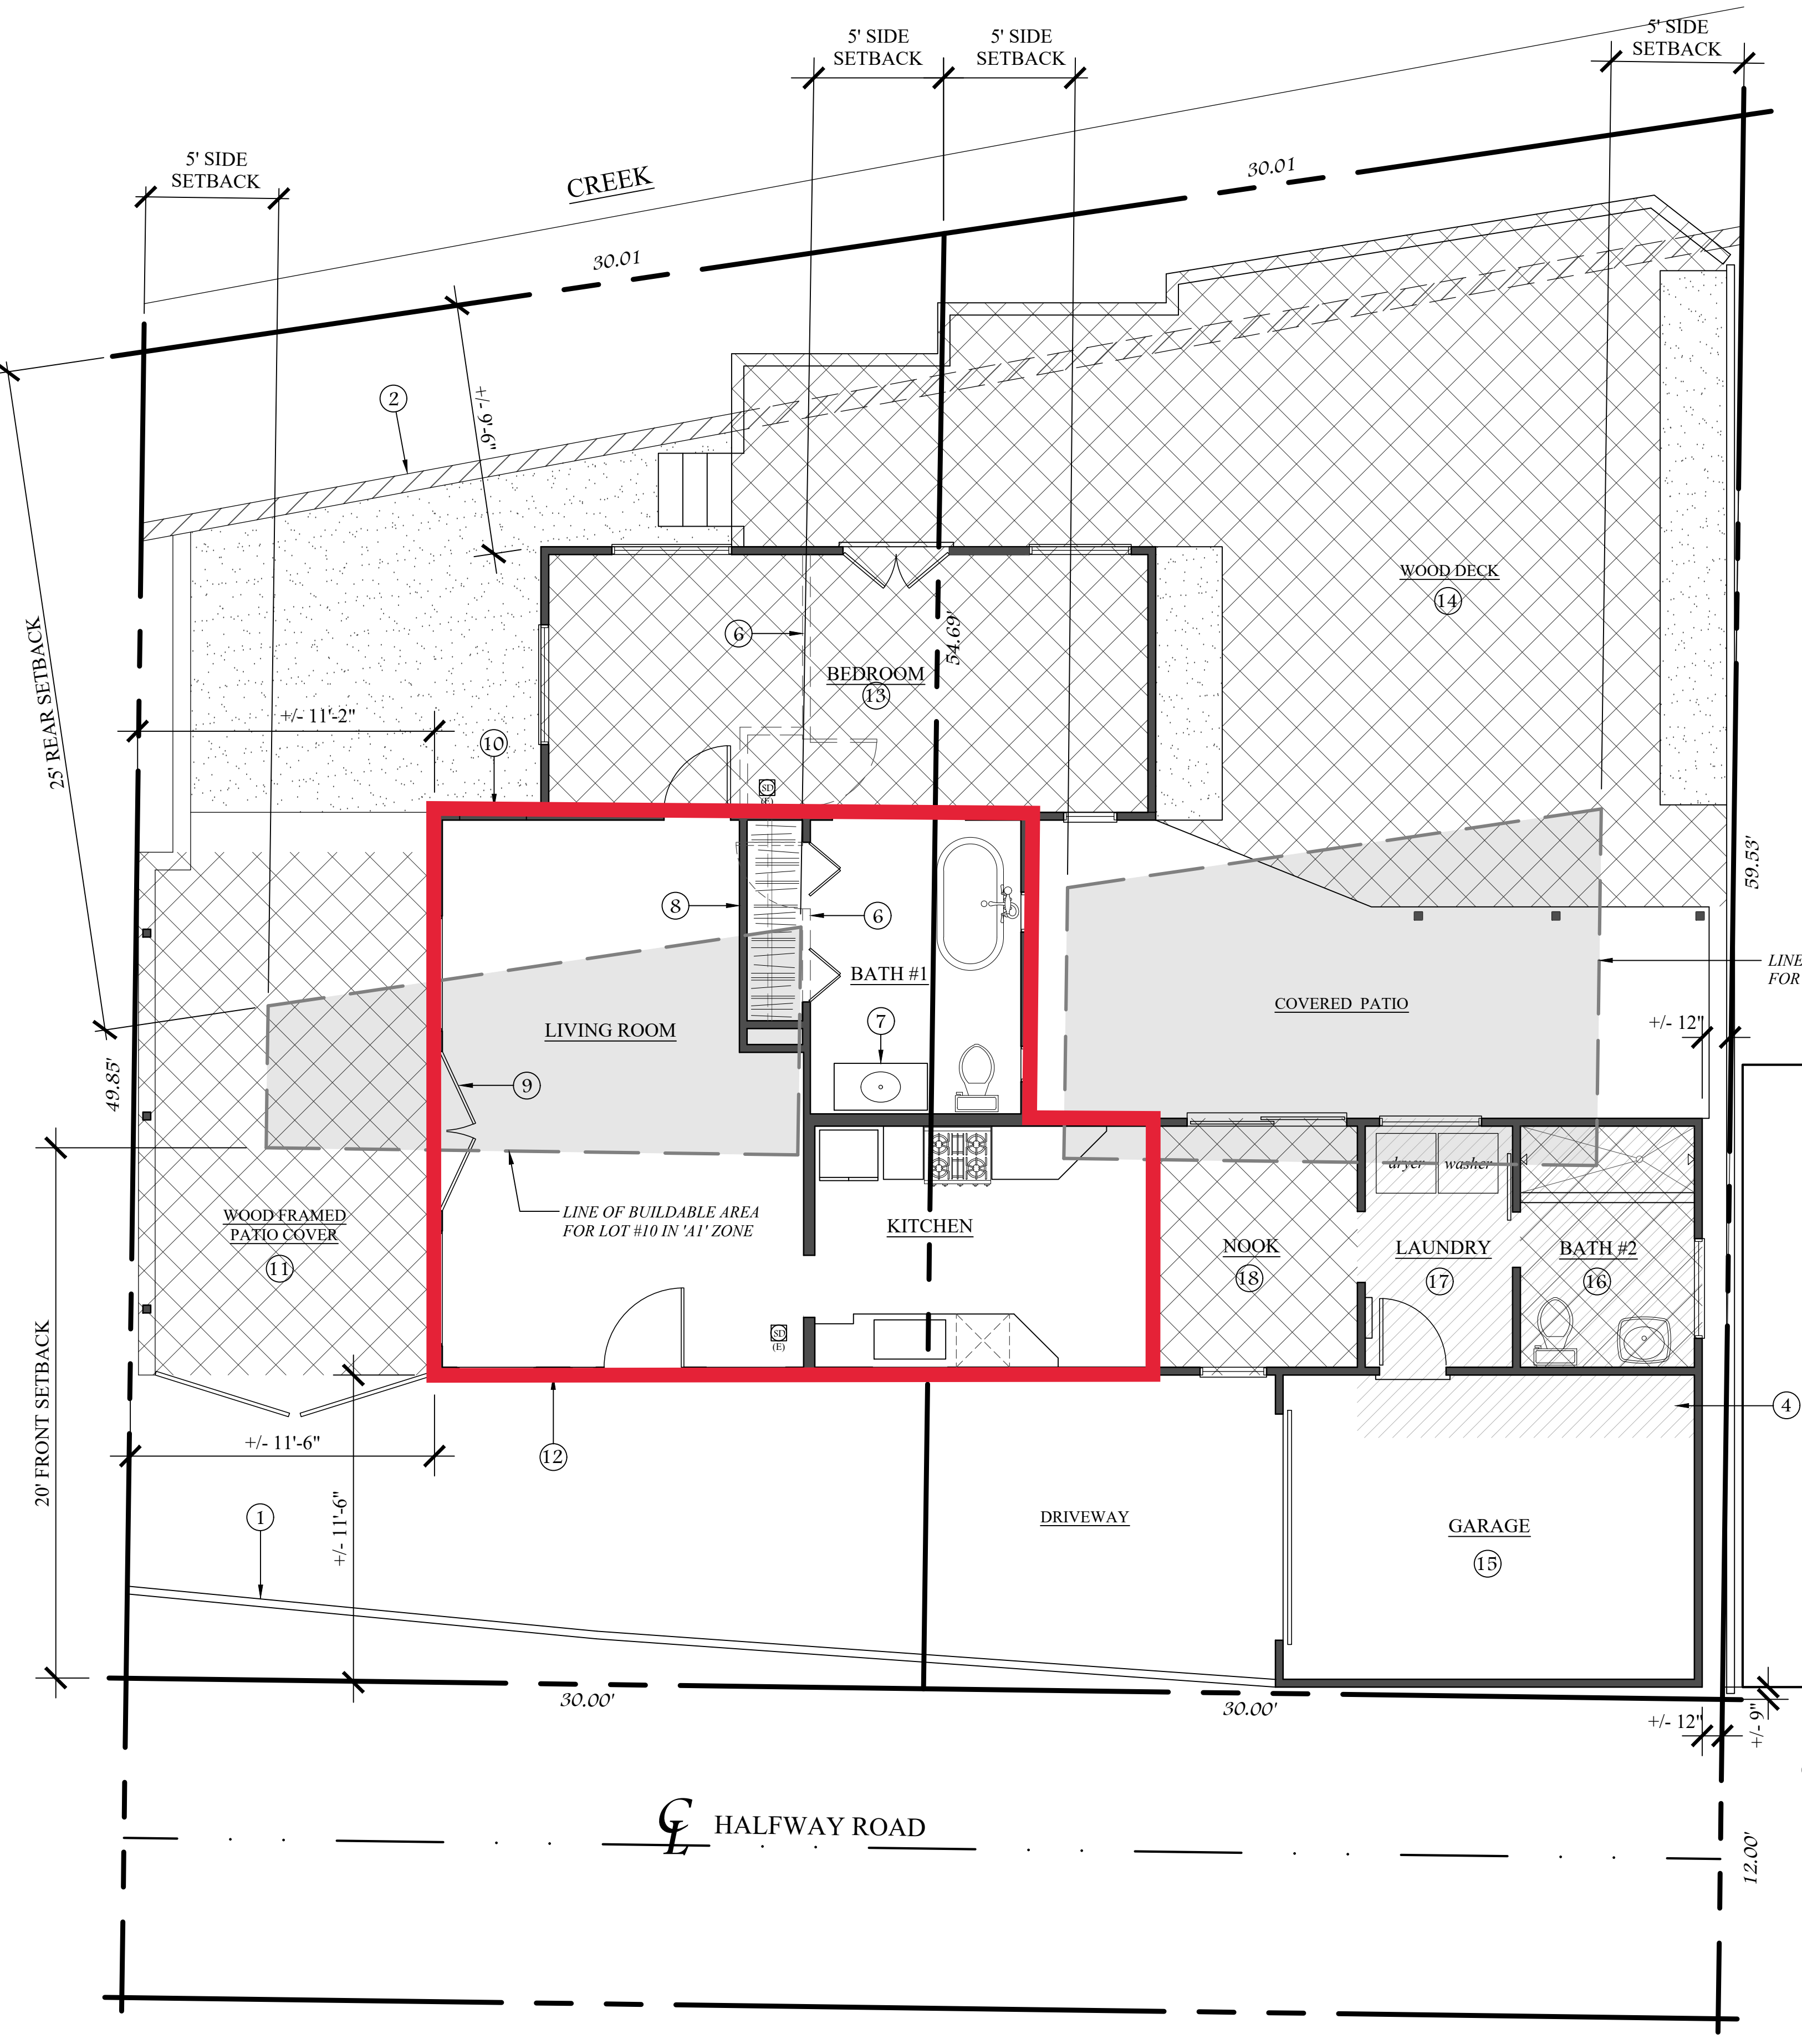 5' SIDE
SETBACK
5' SIDE
SETBACK
5' SIDE
SETBACK
5' SIDE
SETBACK
CREEK
30.01
30.01
2
+/- 9'-6"
25' REAR SETBACK
WOOD DECK
14
6
54.69'
BEDROOM
13
+/- 11'-2"
10
SD
(E)
8
6
59.53'
BATH #1
LINE
FOR
COVERED PATIO
LIVING ROOM
7
+/- 12"
9
49.85'
dryer
washer
LINE OF BUILDABLE AREA
FOR LOT #10 IN 'A1' ZONE
WOOD FRAMED
PATIO COVER
11
KITCHEN
NOOK
18
LAUNDRY
17
BATH #2
16
SD
(E)
20' FRONT SETBACK
4
+/- 11'-6"
12
1
+/- 11'-6"
DRIVEWAY
GARAGE
15
30.00'
30.00'
+/- 12"
+/- 9"
CL HALFWAY ROAD
12.00'